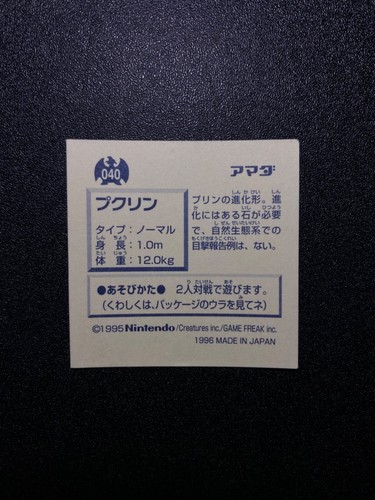 040
アマダ
プクリン
タイプ：ノーマル
身長：1.0m
体重：12.0kg
プリンの進化形。進
化にはある石が必要
で、自然生態系での
目撃報告例は、ない。
●あそびかた● 2人対戦で遊びます。
（くわしくは、パッケージのウラを見てネ）
©1995 Nintendo/Creatures inc./GAME FREAK inc.
1996 MADE IN JAPAN